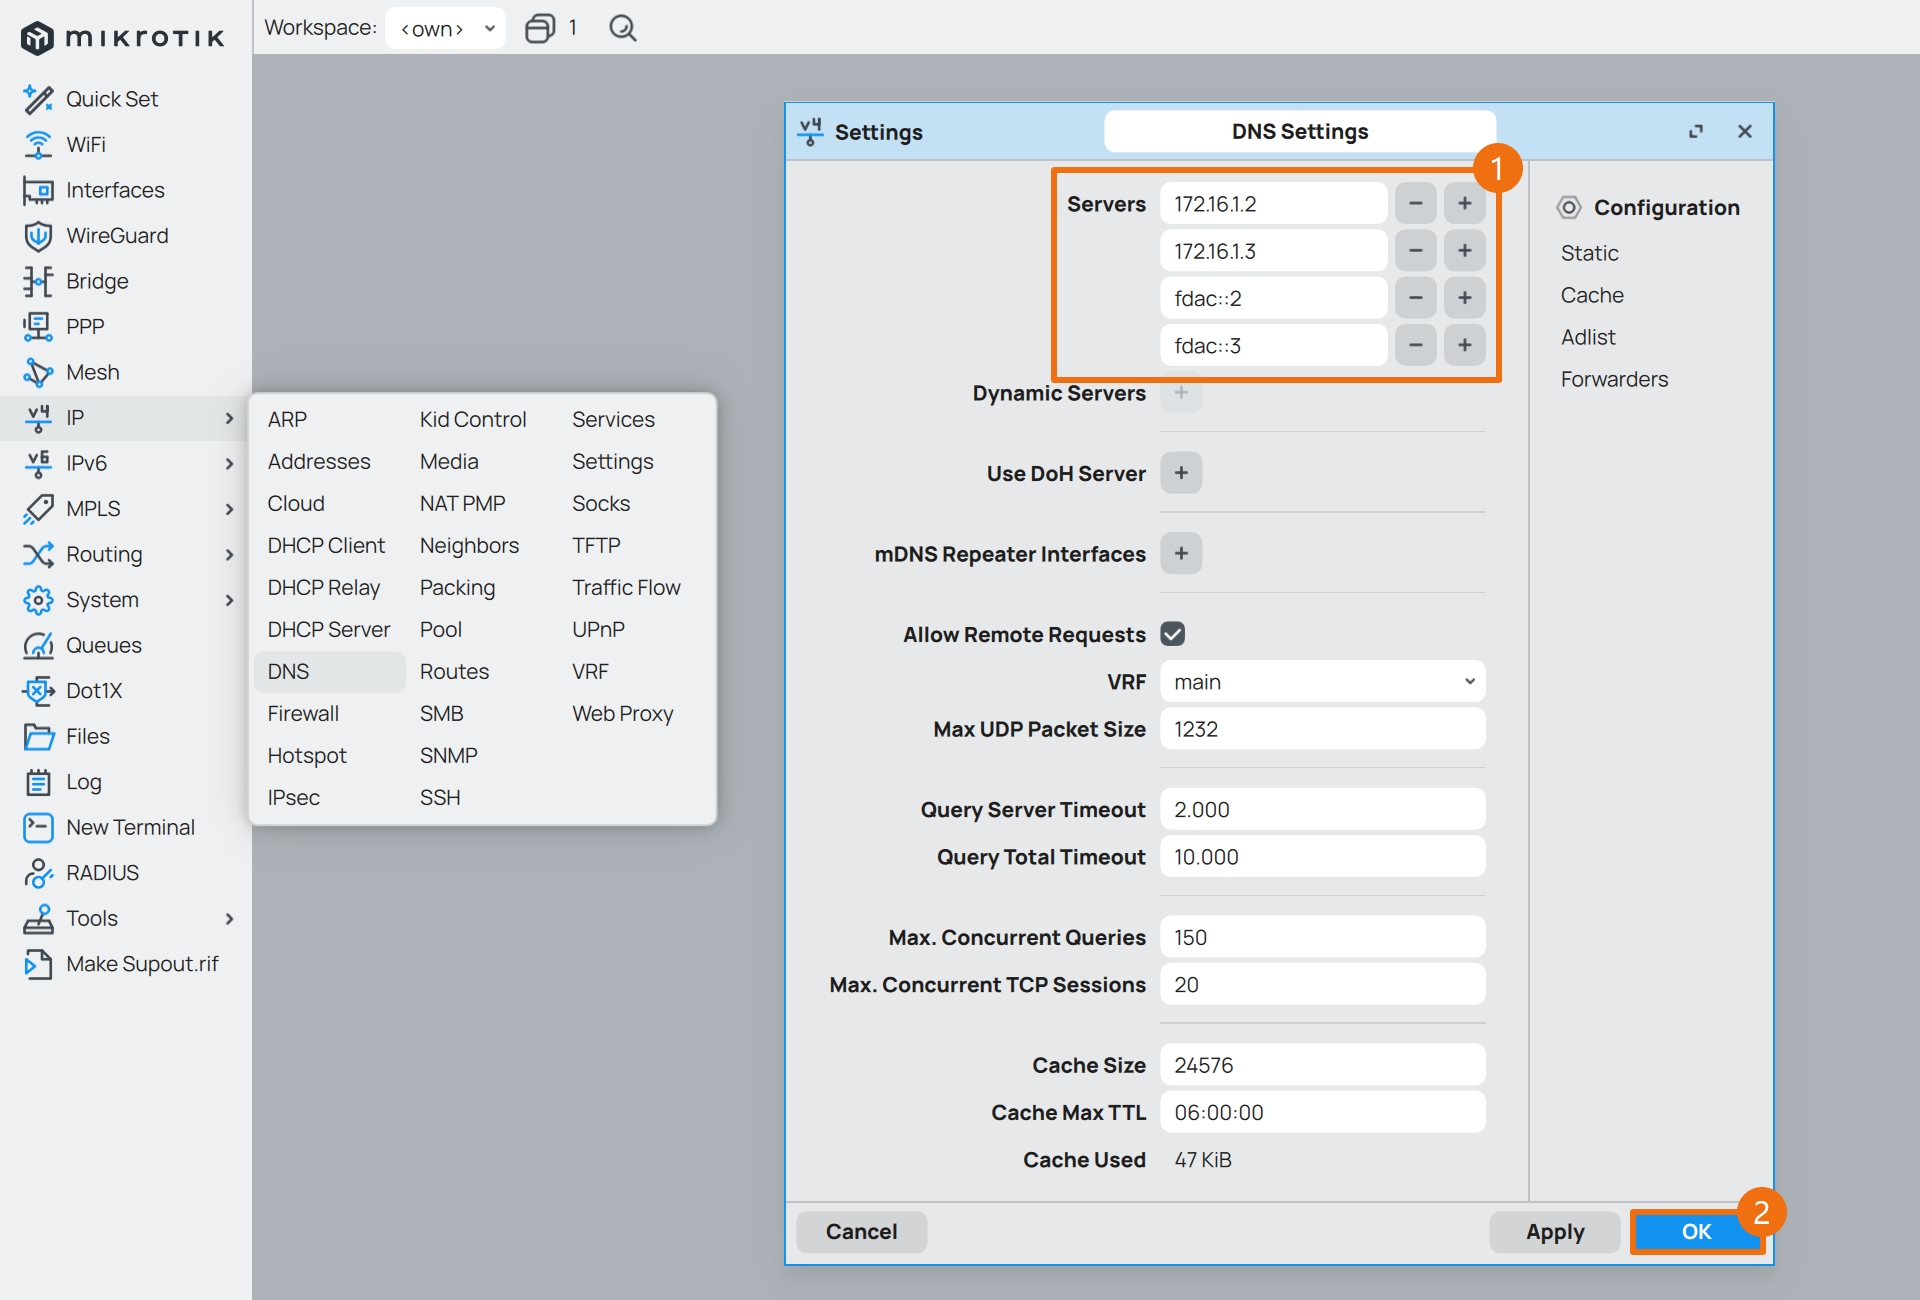 mikrotik
Workspace: <own> 1
Quick Set
WiFi
Interfaces
WireGuard
Bridge
PPP
Mesh
v4 IP
v6 IPv6
MPLS
Routing
System
Queues
Dot1X
Files
Log
New Terminal
RADIUS
Tools
Make Supout.rif
ARP
Addresses
Cloud
DHCP Client
DHCP Relay
DHCP Server
DNS
Firewall
Hotspot
IPsec
Kid Control
Media
NAT PMP
Neighbors
Packing
Pool
Routes
SMB
SNMP
SSH
Services
Settings
Socks
TFTP
Traffic Flow
UPnP
VRF
Web Proxy
v4 Settings
DNS Settings
1
Servers 172.16.1.2 - +
172.16.1.3 - +
fdac::2 - +
fdac::3 - +
Dynamic Servers +
Use DoH Server +
mDNS Repeater Interfaces +
Allow Remote Requests
VRF main
Max UDP Packet Size 1232
Query Server Timeout 2.000
Query Total Timeout 10.000
Max. Concurrent Queries 150
Max. Concurrent TCP Sessions 20
Cache Size 24576
Cache Max TTL 06:00:00
Cache Used 47 KiB
Configuration
Static
Cache
Adlist
Forwarders
Cancel
Apply
OK
2